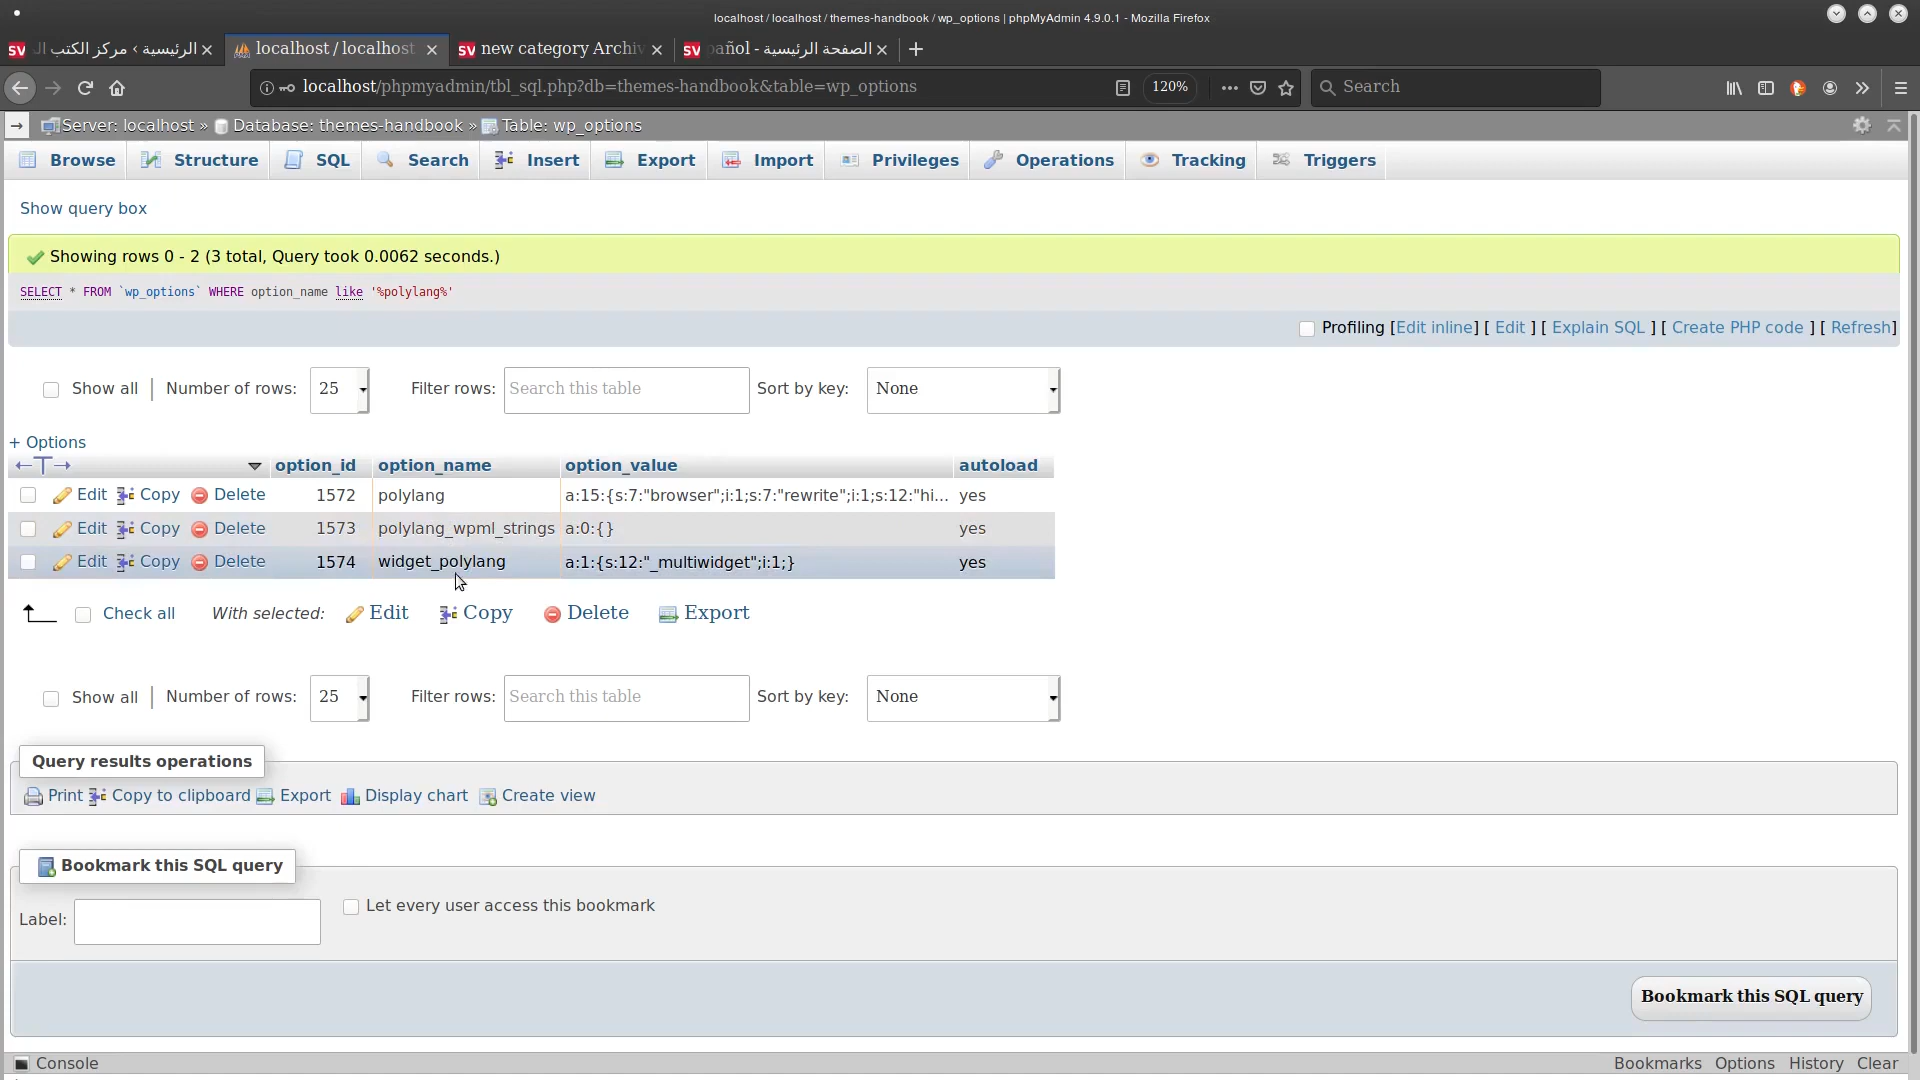 localhost / localhost / themes-handbook / wp_options | phpMyAdmin 4.9.0.1 - Mozilla Firefox
SV الرئيسية › مركز الكتب
localhost / localhost
SV new category Archi
SV pañol - الصفحة الرئيسية
localhost/phpmyadmin/tbl_sql.php?db=themes-handbook&table=wp_options
120%
Search
Server: localhost » Database: themes-handbook » Table: wp_options
Browse Structure SQL Search Insert Export Import Privileges Operations Tracking Triggers
Show query box
Showing rows 0 - 2 (3 total, Query took 0.0062 seconds.)
SELECT * FROM `wp_options` WHERE option_name like '%polylang%'
Profiling [Edit inline] [ Edit ] [ Explain SQL ] [ Create PHP code ] [ Refresh]
Show all | Number of rows: 25 Filter rows: Search this table Sort by key: None
+ Options
←T→ option_id option_name option_value autoload
Edit Copy Delete 1572 polylang a:15:{s:7:"browser";i:1;s:7:"rewrite";i:1;s:12:"hi... yes
Edit Copy Delete 1573 polylang_wpml_strings a:0:{} yes
Edit Copy Delete 1574 widget_polylang a:1:{s:12:"_multiwidget";i:1;} yes
Check all With selected: Edit Copy Delete Export
Show all | Number of rows: 25 Filter rows: Search this table Sort by key: None
Query results operations
Print Copy to clipboard Export Display chart Create view
Bookmark this SQL query
Label: Let every user access this bookmark
Bookmark this SQL query
Console Bookmarks Options History Clear